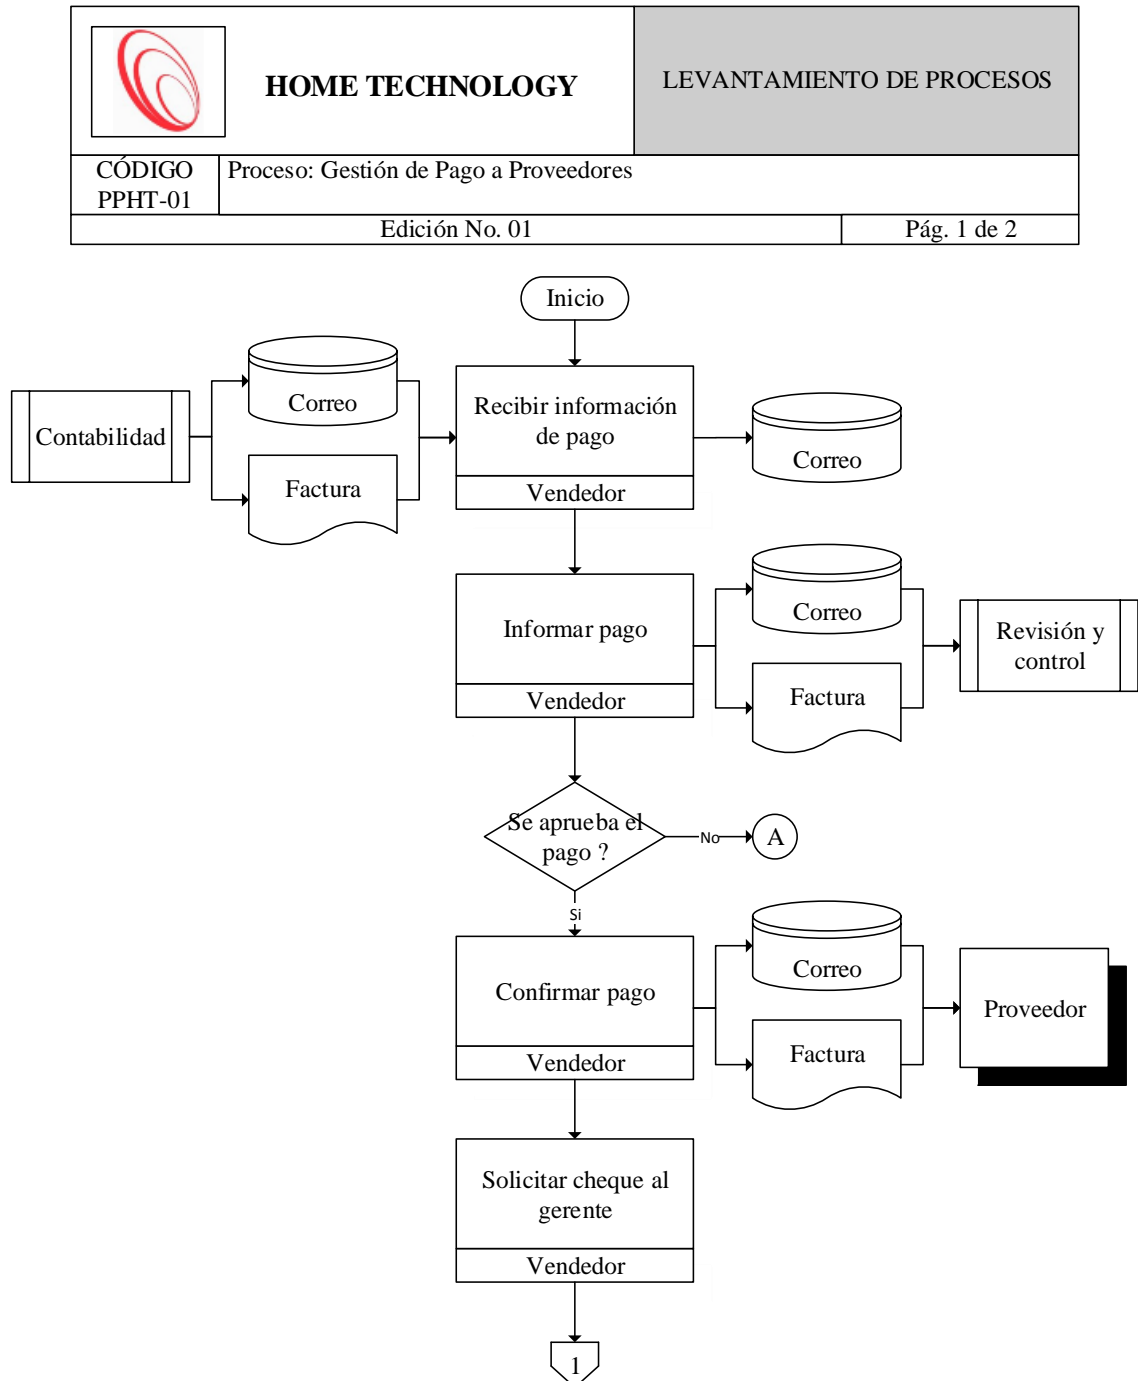 HOME TECHNOLOGY
LEVANTAMIENTO DE PROCESOS
CÓDIGO
PPHT-01
Proceso: Gestión de Pago a Proveedores
Edición No. 01
Pág. 1 de 2
Inicio
Contabilidad
Correo
Factura
Recibir información
de pago
Vendedor
Correo
Informar pago
Vendedor
Correo
Factura
Revisión y
control
Se aprueba el
pago ?
No
A
Si
Confirmar pago
Vendedor
Correo
Factura
Proveedor
Solicitar cheque al
gerente
Vendedor
1